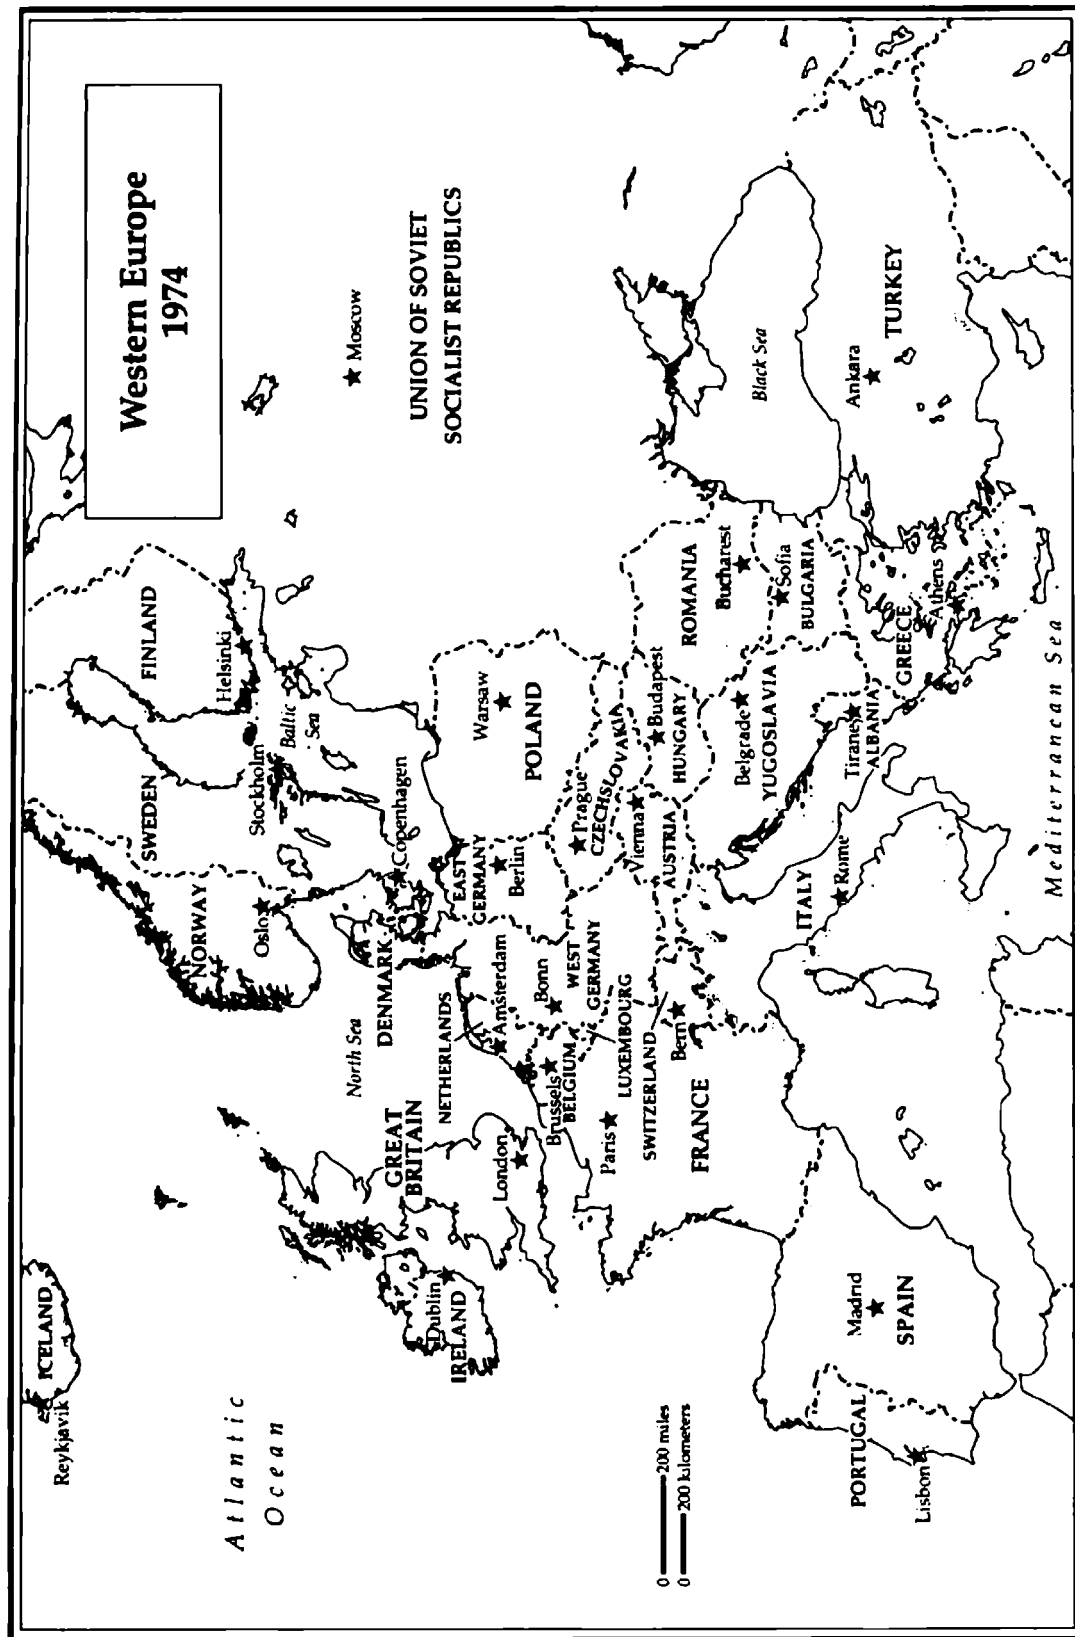 Western Europe
1974
ICELAND
Reykjavik
Atlantic
Ocean
NORWAY
Oslo
SWEDEN
Stockholm
FINLAND
Helsinki
Baltic
Sea
Moscow
UNION OF SOVIET
SOCIALIST REPUBLICS
North Sea
DENMARK
Copenhagen
GREAT
BRITAIN
London
Dublin
IRELAND
NETHERLANDS
Amsterdam
Brussels
BELGIUM
Bonn
WEST
GERMANY
EAST
GERMANY
Berlin
Warsaw
POLAND
Prague
CZECHSLOVAKIA
LUXEMBOURG
Paris
SWITZERLAND
Bern
FRANCE
Vienna
AUSTRIA
Budapest
HUNGARY
ROMANIA
Bucharest
Belgrade
YUGOSLAVIA
Sofia
BULGARIA
Black Sea
Ankara
TURKEY
Tirane
ALBANIA
GREECE
Athens
ITALY
Rome
Madrid
SPAIN
PORTUGAL
Lisbon
Mediterranean Sea
0 200 miles
0 200 kilometers